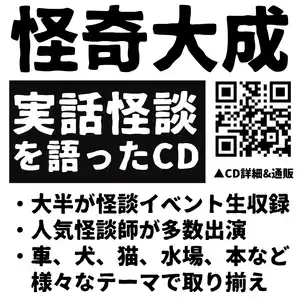 怪奇大成
実話怪談
を語ったCD
▲CD詳細&通販
・大半が怪談イベント生収録
・人気怪談師が多数出演
・車、犬、猫、水場、本など
様々なテーマで取り揃え